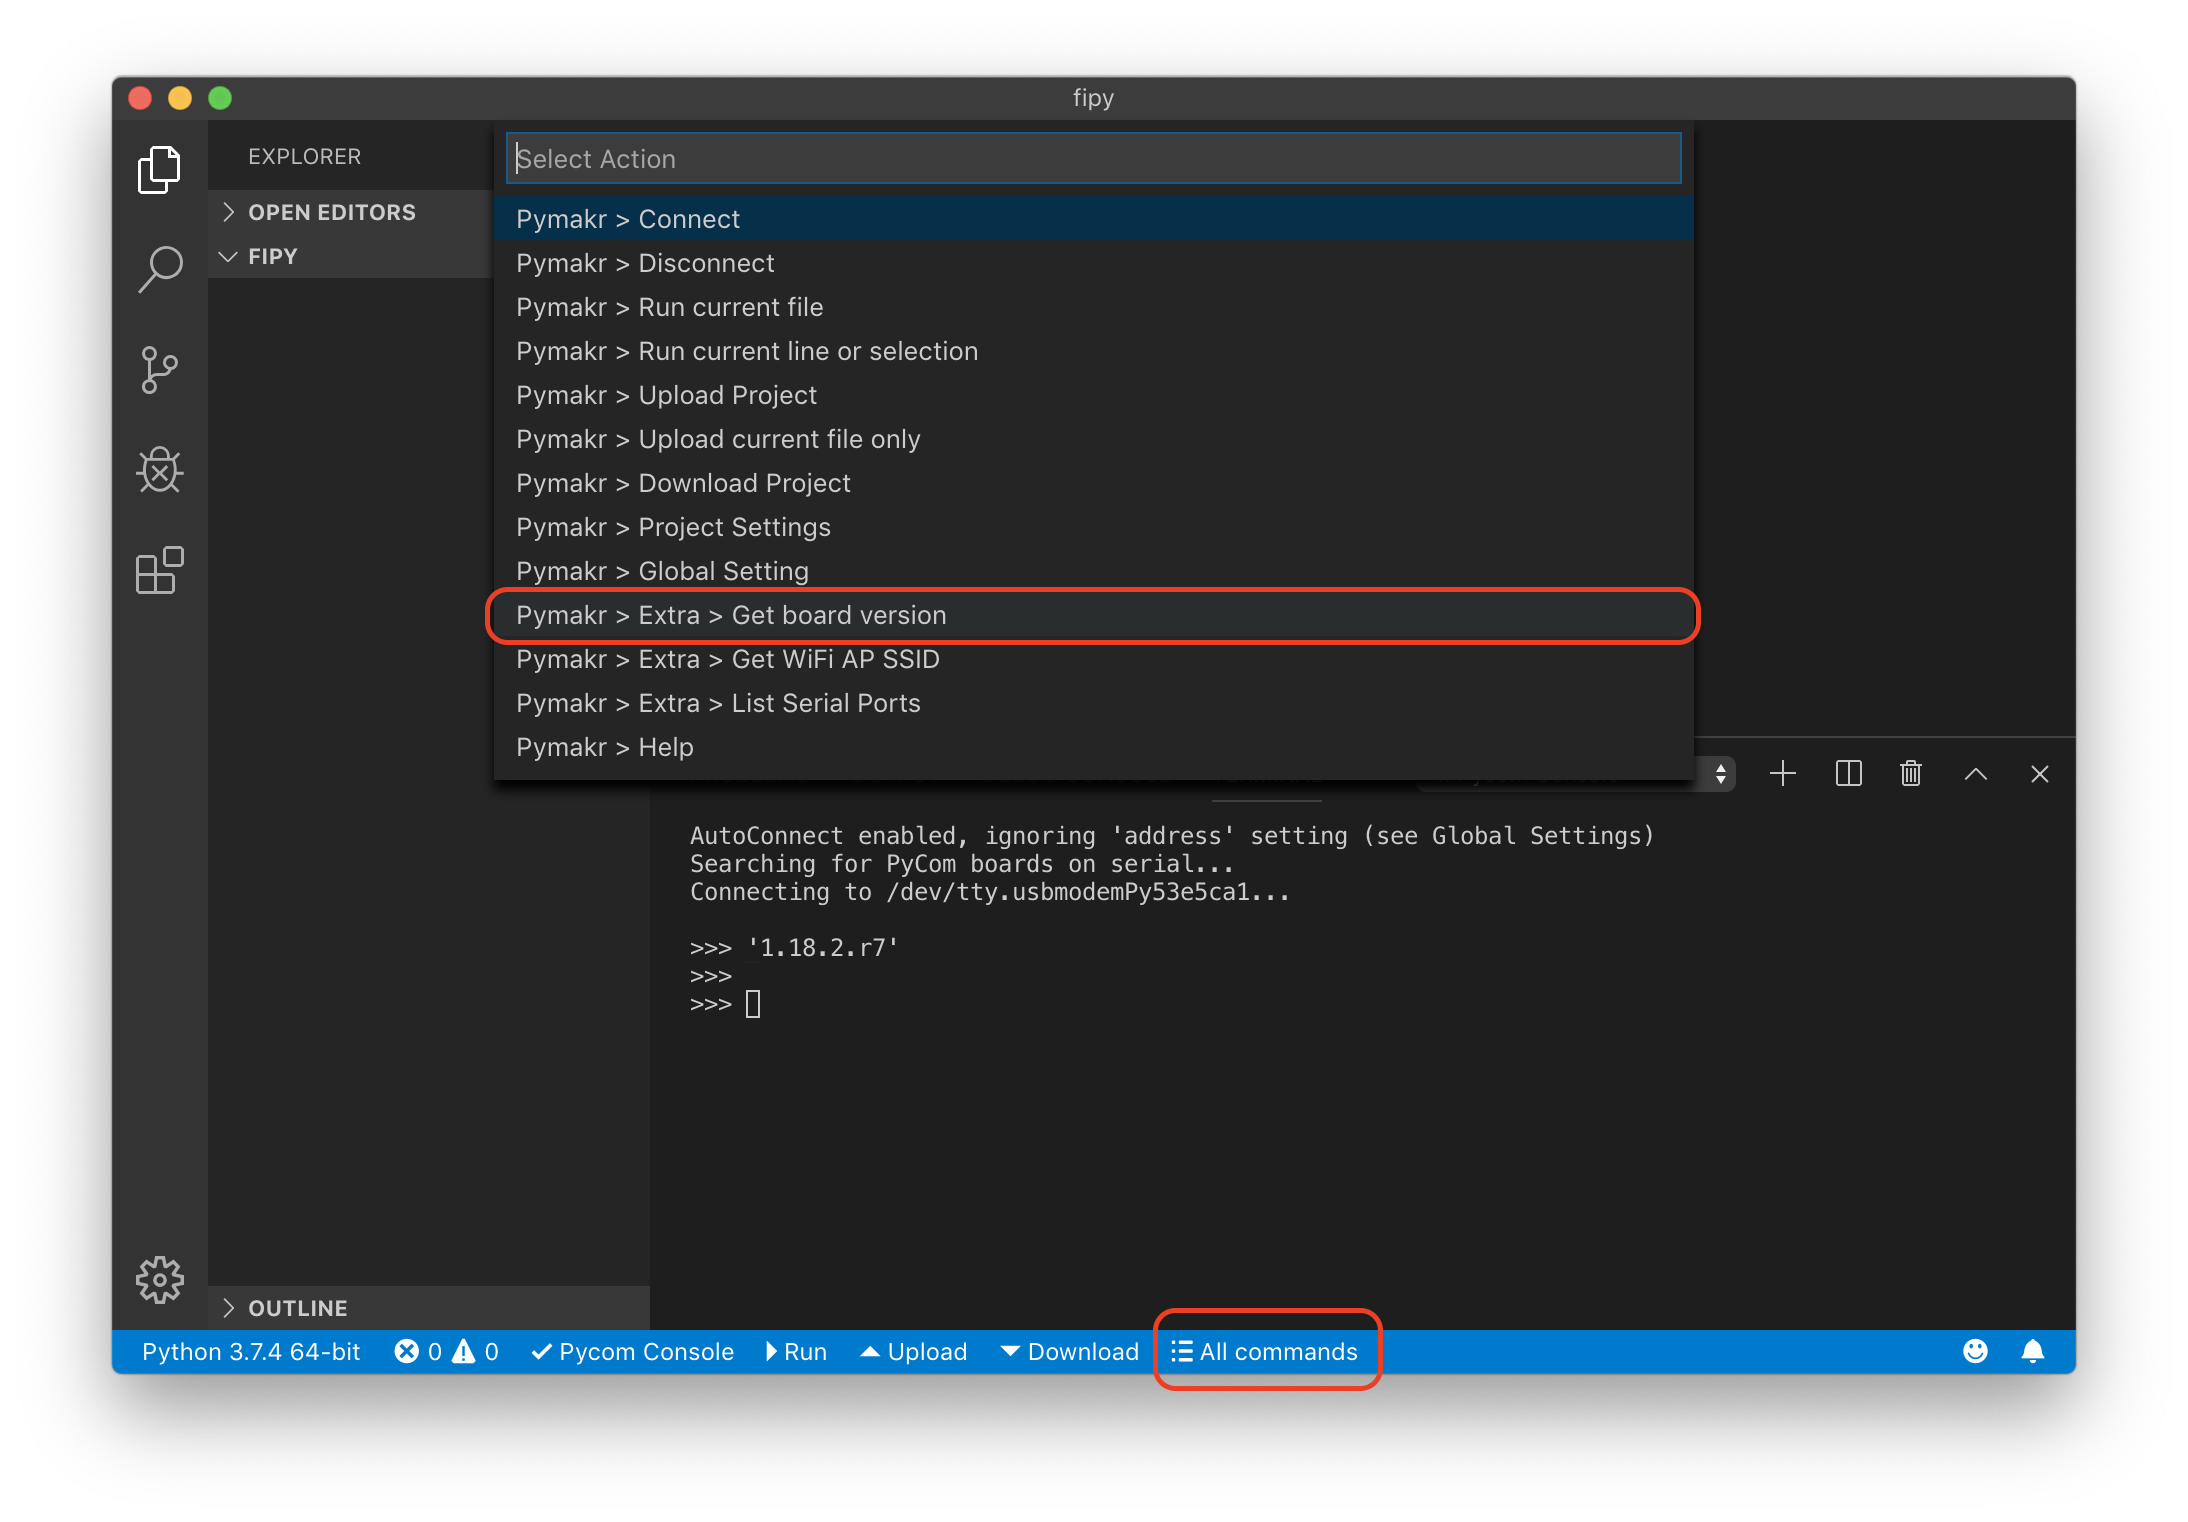 fipy
EXPLORER
OPEN EDITORS
FIPY
Select Action
Pymakr > Connect
Pymakr > Disconnect
Pymakr > Run current file
Pymakr > Run current line or selection
Pymakr > Upload Project
Pymakr > Upload current file only
Pymakr > Download Project
Pymakr > Project Settings
Pymakr > Global Setting
Pymakr > Extra > Get board version
Pymakr > Extra > Get WiFi AP SSID
Pymakr > Extra > List Serial Ports
Pymakr > Help
AutoConnect enabled, ignoring 'address' setting (see Global Settings)
Searching for PyCom boards on serial...
Connecting to /dev/tty.usbmodemPy53e5ca1...
>>> '1.18.2.r7'
>>>
>>>
OUTLINE
Python 3.7.4 64-bit 0 0 Pycom Console Run Upload Download All commands